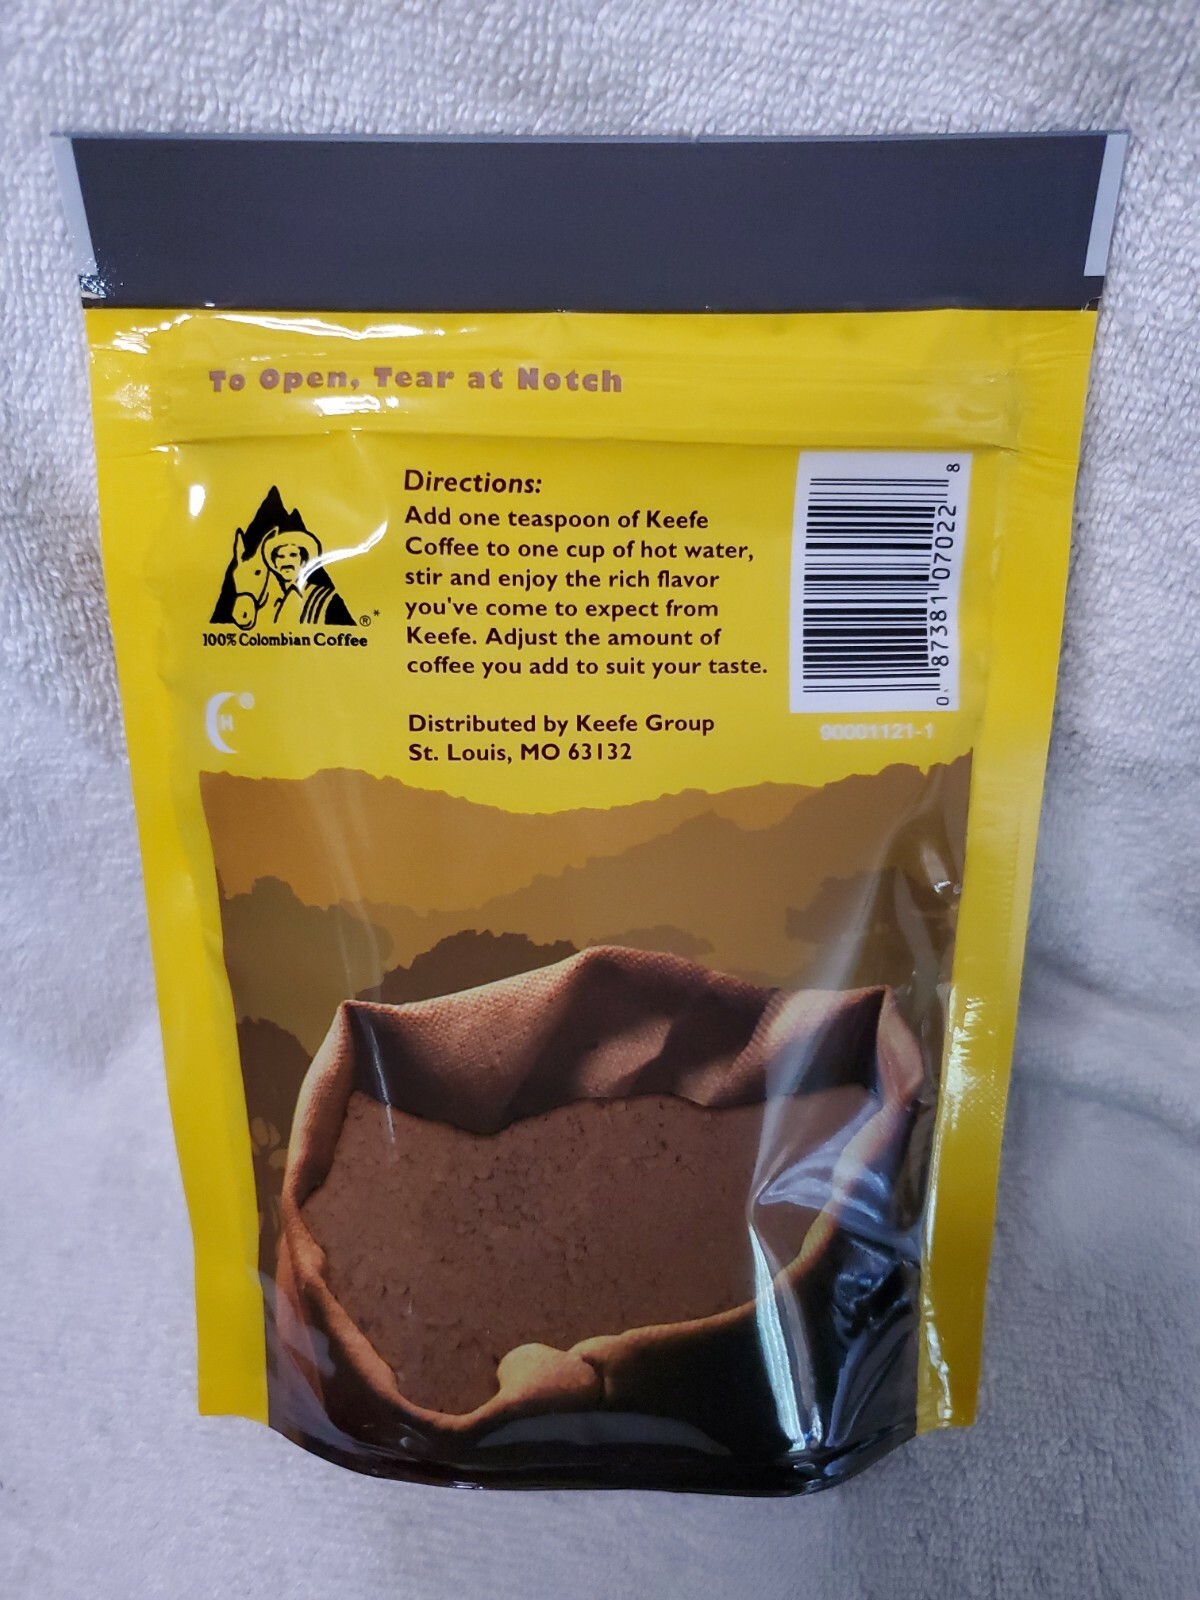 To Open, Tear at Notch
Directions:
Add one teaspoon of Keefe
Coffee to one cup of hot water,
stir and enjoy the rich flavor
you've come to expect from
Keefe. Adjust the amount of
coffee you add to suit your taste.
Distributed by Keefe Group
St. Louis, MO 63132
®*
100% Colombian Coffee
H®
0 87381 07022 8
90001121-1